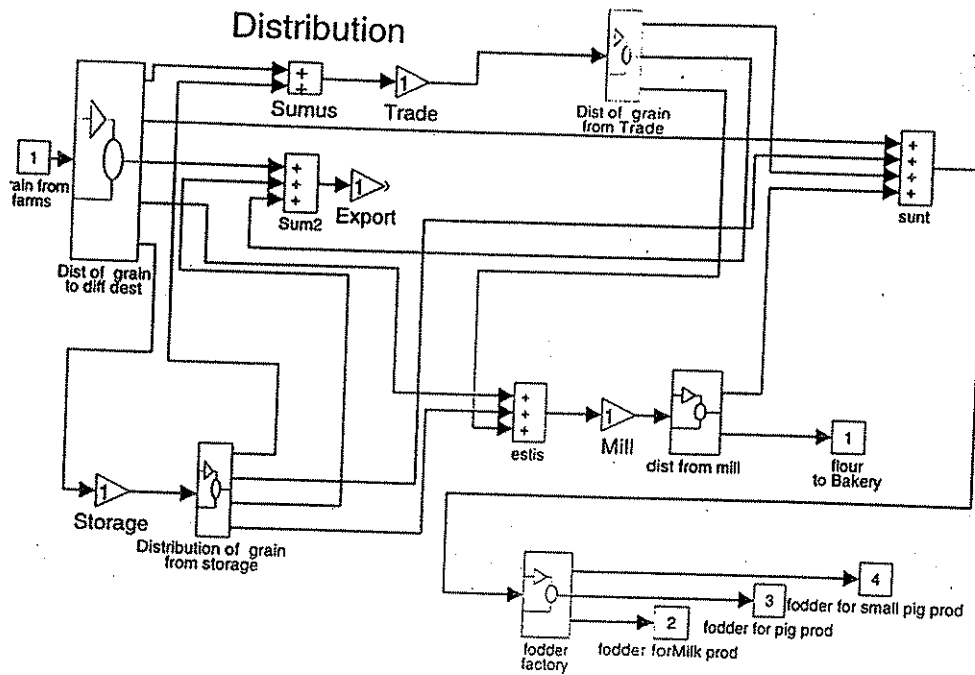 Distribution
+
+
Sumus
1
Trade
Dist of grain
from Trade
1
ain from
farms
+
+
+
Sum2
1
Export
+
+
+
+
sunt
Dist of grain
to diff dest
+
+
+
estis
1
Mill
dist from mill
1
flour
to Bakery
1
Storage
Distribution of grain
from storage
fodder
factory
4
fodder for small pig prod
3
fodder for pig prod
2
fodder forMilk prod